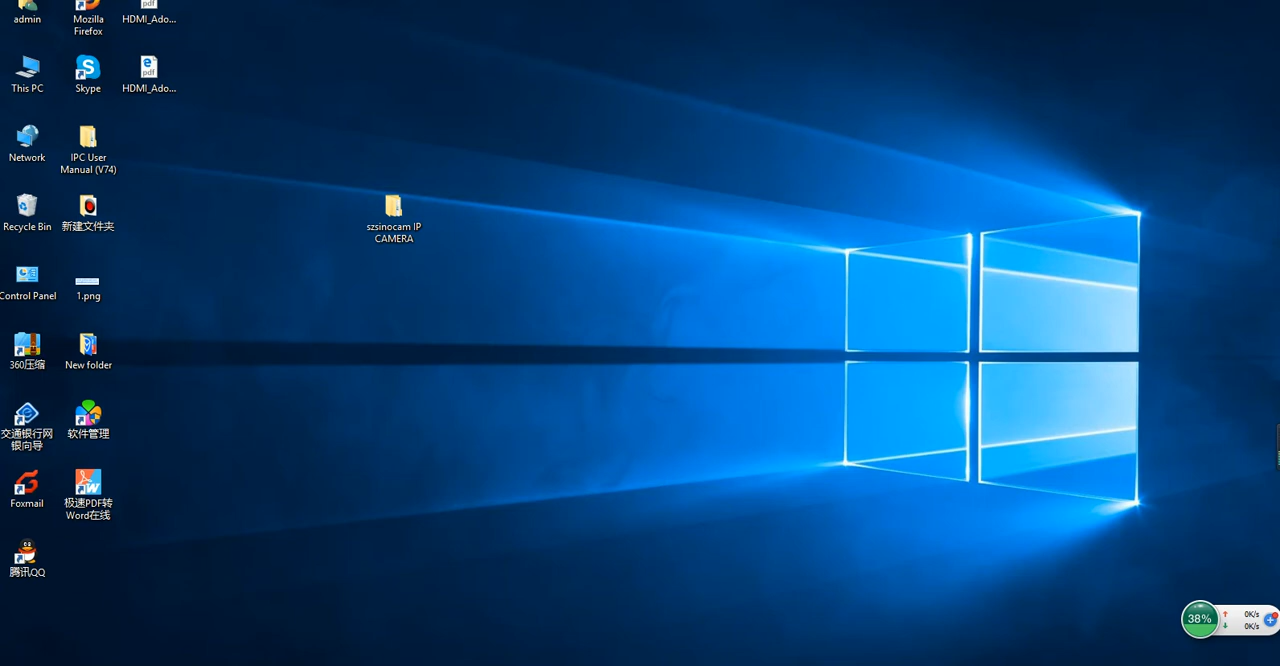 admin
Mozilla
Firefox
HDMI_Ado...
This PC
Skype
HDMI_Ado...
Network
IPC User
Manual (V74)
Recycle Bin
新建文件夹
szsinocam IP
CAMERA
Control Panel
1.png
360压缩
New folder
交通银行网
银向导
软件管理
Foxmail
极速PDF转
Word在线
腾讯QQ
pdf
pdf
38%
0K/s
0K/s